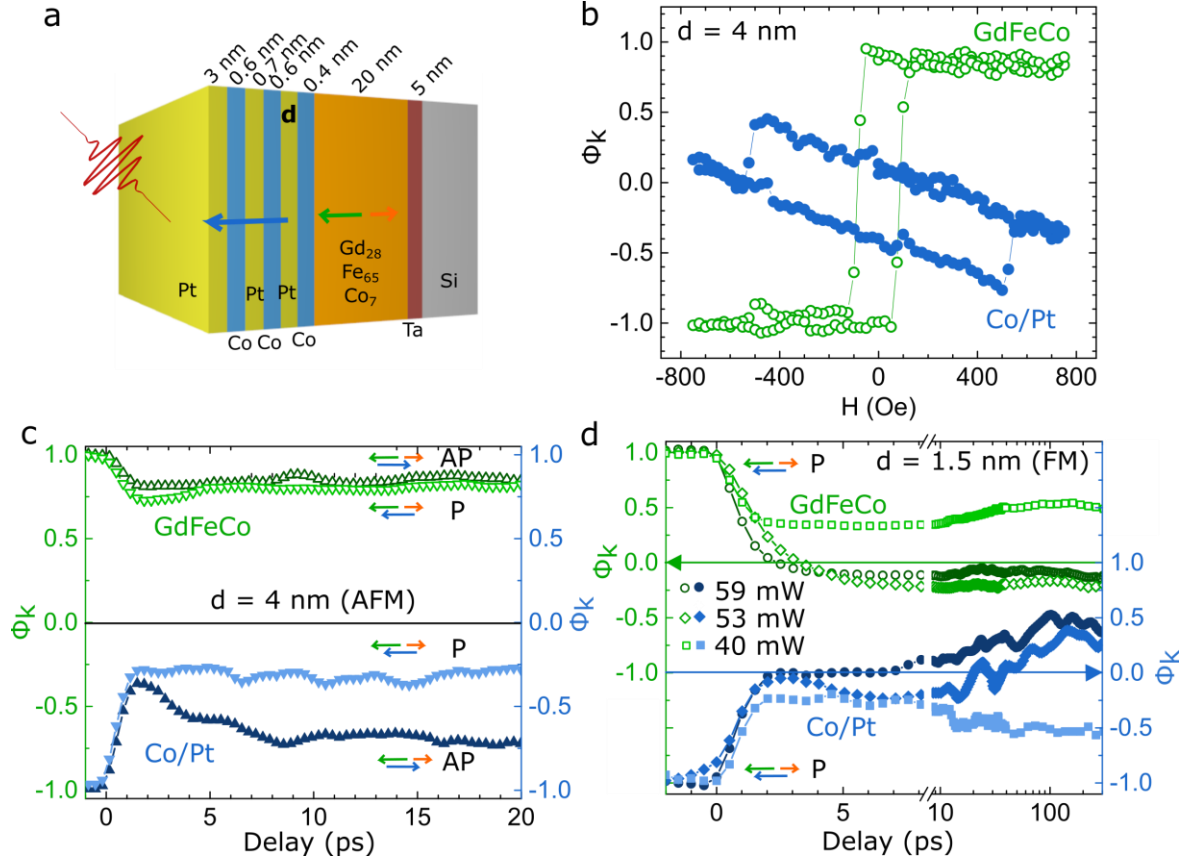 a
3 nm
0.6 nm
0.7 nm
0.6 nm
0.4 nm
20 nm
5 nm
d
Gd28
Fe65
Co7
Si
Pt
Pt
Pt
Ta
Co
Co
Co
b
d = 4 nm
GdFeCo
Co/Pt
Φk
1.0
0.5
0.0
-0.5
-1.0
-800
-400
0
400
800
H (Oe)
c
AP
P
GdFeCo
d = 4 nm (AFM)
P
Co/Pt
AP
Φk
1.0
0.5
0.0
-0.5
-1.0
Φk
1.0
0.5
0.0
-0.5
-1.0
0
5
10
15
20
Delay (ps)
d
P
d = 1.5 nm (FM)
GdFeCo
59 mW
53 mW
40 mW
Co/Pt
P
Φk
1.0
0.5
0.0
-0.5
-1.0
Φk
1.0
0.5
0.0
-0.5
-1.0
0
5
10
100
Delay (ps)